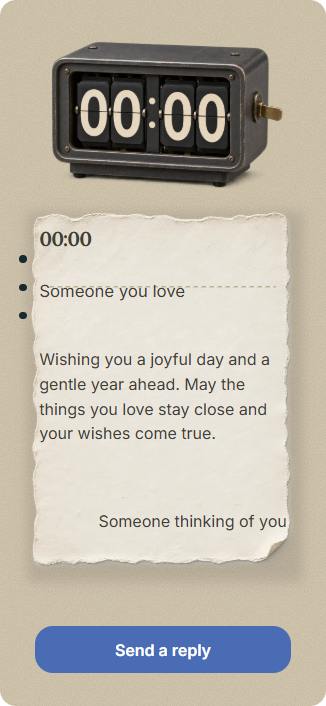 00:00
00:00
Someone you love
Wishing you a joyful day and a
gentle year ahead. May the
things you love stay close and
your wishes come true.
Someone thinking of you
Send a reply